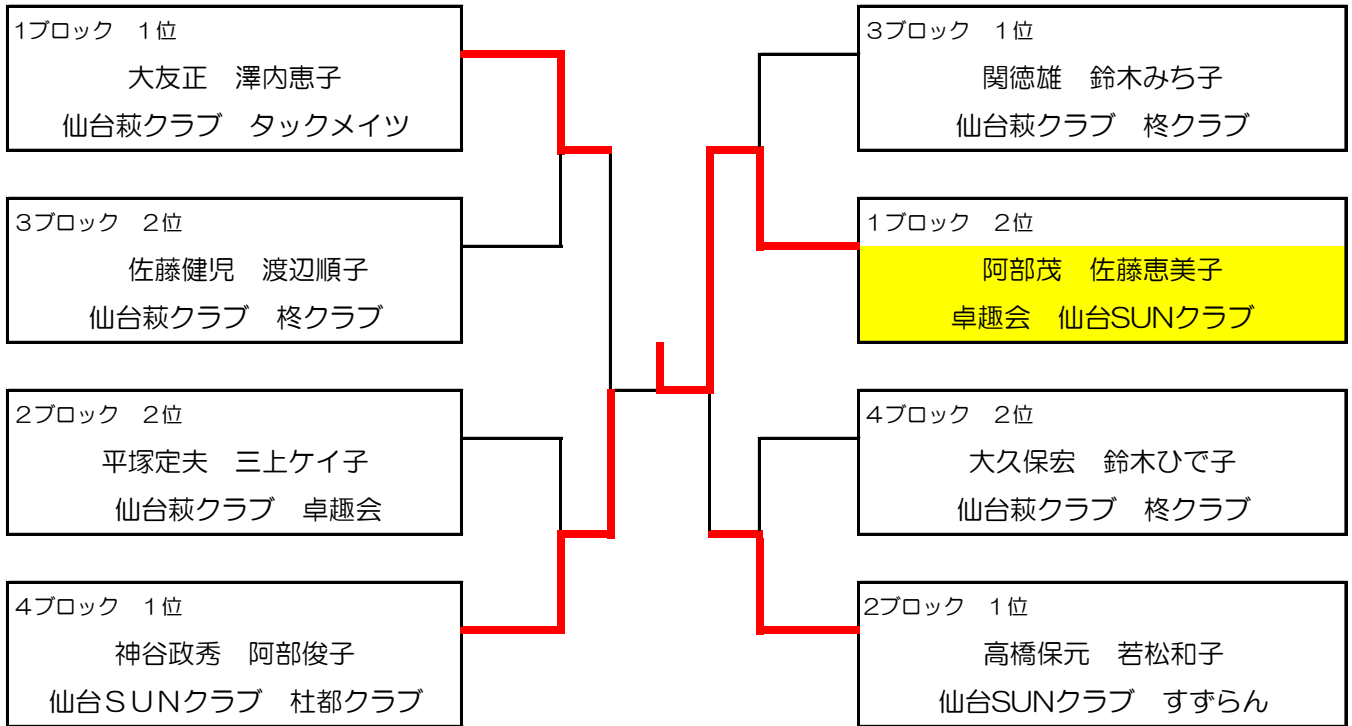 1ブロック　1位
大友正　澤内恵子
仙台萩クラブ　タックメイツ
3ブロック　2位
佐藤健児　渡辺順子
仙台萩クラブ　柊クラブ
2ブロック　2位
平塚定夫　三上ケイ子
仙台萩クラブ　卓趣会
4ブロック　1位
神谷政秀　阿部俊子
仙台ＳＵＮクラブ　杜都クラブ
3ブロック　1位
関徳雄　鈴木みち子
仙台萩クラブ　柊クラブ
1ブロック　2位
阿部茂　佐藤恵美子
卓趣会　仙台SUNクラブ
4ブロック　2位
大久保宏　鈴木ひで子
仙台萩クラブ　柊クラブ
2ブロック　1位
高橋保元　若松和子
仙台SUNクラブ　すずらん